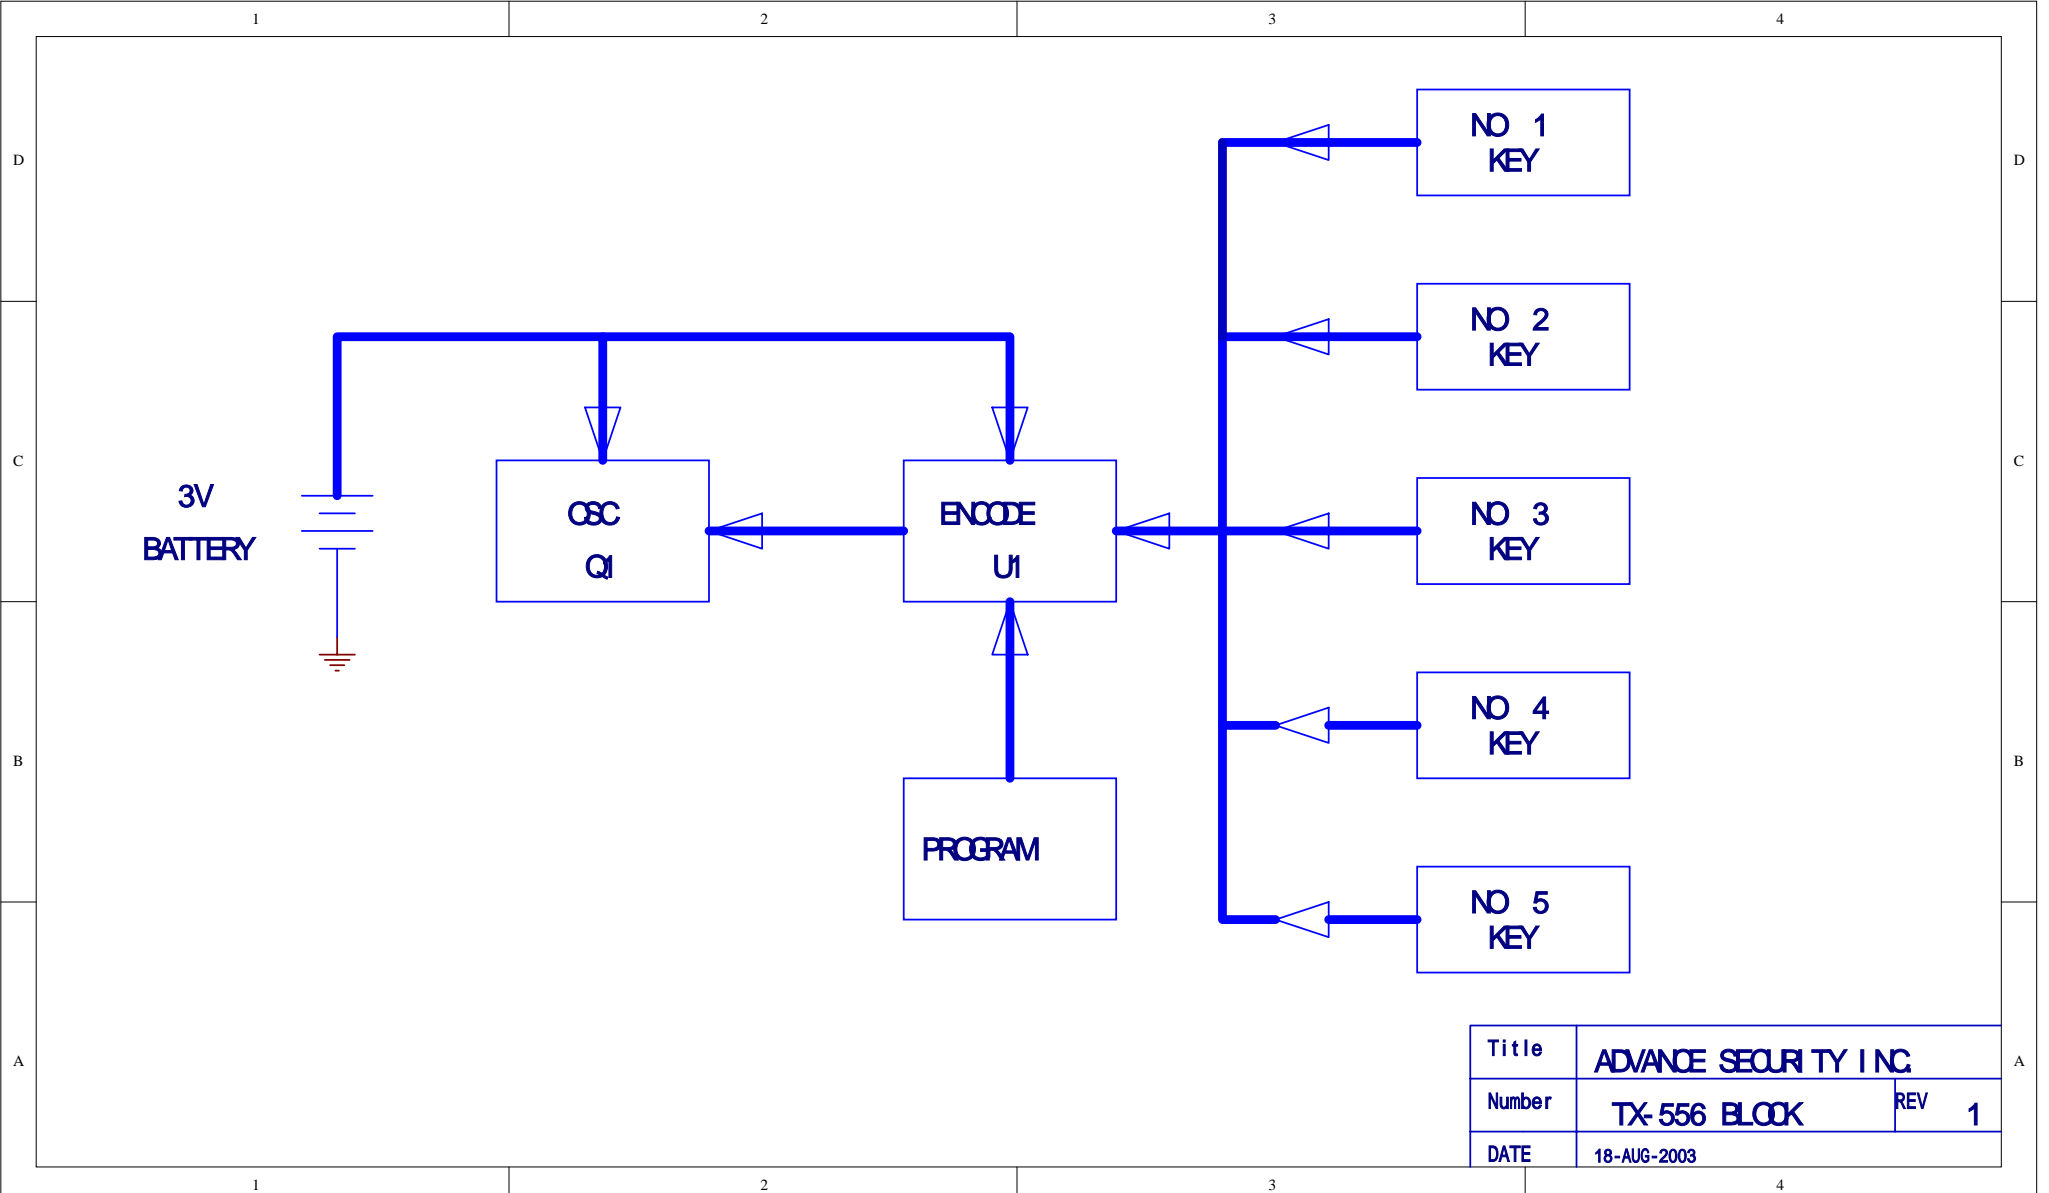 1 2 3 4
D D
C C
B B
A A
NO 1
KEY
NO 2
KEY
3V
BATTERY
OSC
Q1
ENCODE
U1
NO 3
KEY
NO 4
KEY
PROGRAM
NO 5
KEY
Title ADVANCE SECURITY INC.
Number TX-556 BLOCK REV 1
DATE 18-AUG-2003
1 2 3 4